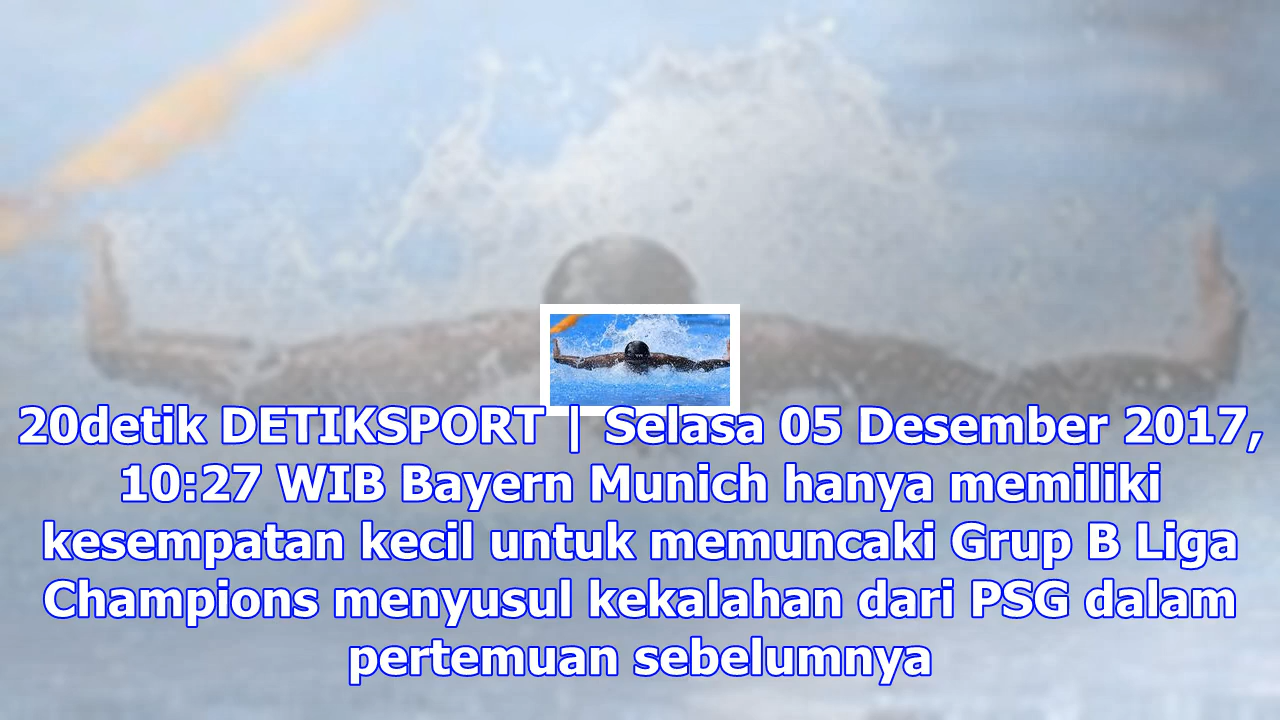 20detik DETIKSPORT | Selasa 05 Desember 2017,
10:27 WIB Bayern Munich hanya memiliki
kesempatan kecil untuk memuncaki Grup B Liga
Champions menyusul kekalahan dari PSG dalam
pertemuan sebelumnya